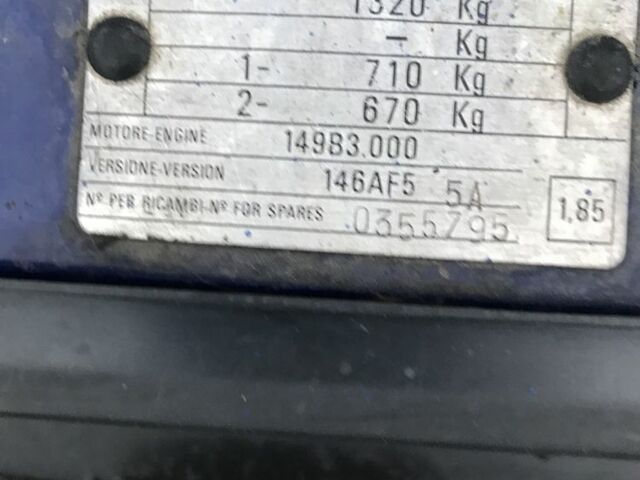 1320 Kg
– Kg
1- 710 Kg
2- 670 Kg
MOTORE-ENGINE 149B3.000
VERSIONE-VERSION 146AF5 5A
Nº PER RICAMBI-Nº FOR SPARES 0355795
1,85